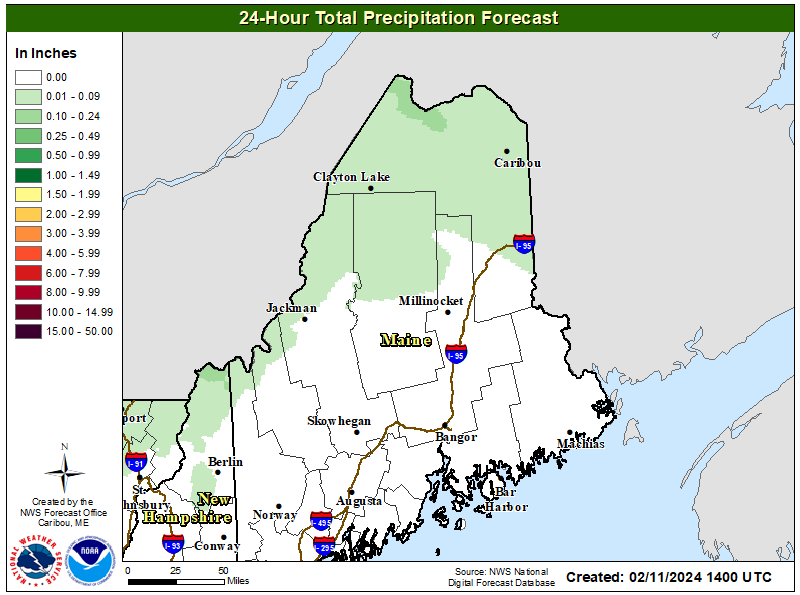 24-Hour Total Precipitation Forecast
In Inches
0.00
0.01 - 0.09
0.10 - 0.24
0.25 - 0.49
0.50 - 0.99
1.00 - 1.49
1.50 - 1.99
2.00 - 2.99
3.00 - 3.99
4.00 - 5.99
6.00 - 7.99
8.00 - 9.99
10.00 - 14.99
15.00 - 50.00
Caribou
Clayton Lake
I-95
Millinocket
Jackman
Maine
I-95
port
Skowhegan
Bangor
Machias
I-91
Berlin
St.
hnsbury
New
Hampshire
Bar
Harbor
Augusta
Norway
I-495
I-93
Conway
I-295
N
Created by the
NWS Forecast Office
Caribou, ME
NATIONAL WEATHER SERVICE
NOAA
0 25 50
Miles
Source: NWS National
Digital Forecast Database
Created: 02/11/2024 1400 UTC